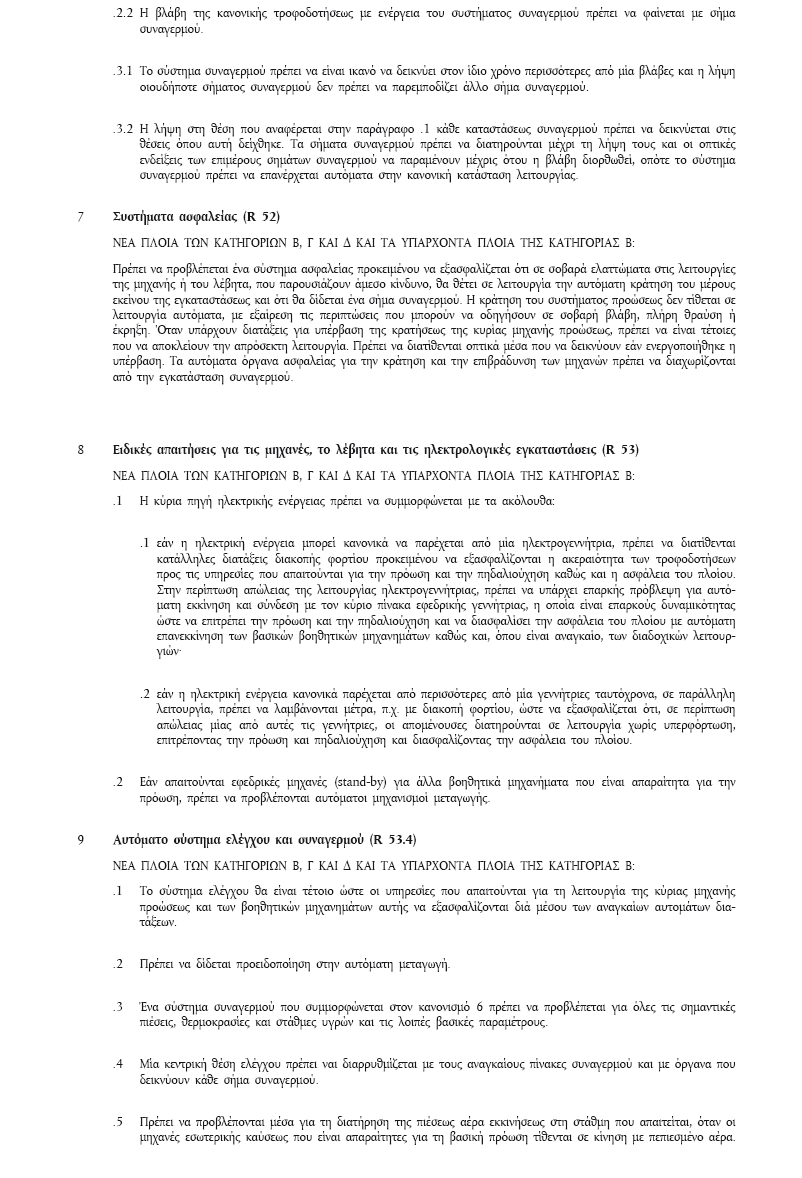 .2.2 Η βλάβη της κανονικής τροφοδοτήσεως με ενέργεια του συστήματος συναγερμού πρέπει να φαίνεται με σήμα
συναγερμού.
.3.1 Το σύστημα συναγερμού πρέπει να είναι ικανό να δεικνύει στον ίδιο χρόνο περισσότερες από μία βλάβες και η λήψη
οιουδήποτε σήματος συναγερμού δεν πρέπει να παρεμποδίζει άλλο σήμα συναγερμού.
.3.2 Η λήψη στη θέση που αναφέρεται στην παράγραφο .1 κάθε καταστάσεως συναγερμού πρέπει να δεικνύεται στις
θέσεις όπου αυτή δείχθηκε. Τα σήματα συναγερμού πρέπει να διατηρούνται μέχρι τη λήψη τους και οι οπτικές
ενδείξεις των επιμέρους σημάτων συναγερμού να παραμένουν μέχρις ότου η βλάβη διορθωθεί, οπότε το σύστημα
συναγερμού πρέπει να επανέρχεται αυτόματα στην κανονική κατάσταση λειτουργίας.
7 Συστήματα ασφαλείας (R 52)
ΝΕΑ ΠΛΟΙΑ ΤΩΝ ΚΑΤΗΓΟΡΙΩΝ Β, Γ ΚΑΙ Δ ΚΑΙ ΤΑ ΥΠΑΡΧΟΝΤΑ ΠΛΟΙΑ ΤΗΣ ΚΑΤΗΓΟΡΙΑΣ Β:
Πρέπει να προβλέπεται ένα σύστημα ασφαλείας προκειμένου να εξασφαλίζεται ότι σε σοβαρά ελαττώματα στις λειτουργίες
της μηχανής ή του λέβητα, που παρουσιάζουν άμεσο κίνδυνο, θα θέτει σε λειτουργία την αυτόματη κράτηση του μέρους
εκείνου της εγκαταστάσεως και ότι θα δίδεται ένα σήμα συναγερμού. Η κράτηση του συστήματος προώσεως δεν τίθεται σε
λειτουργία αυτόματα, με εξαίρεση τις περιπτώσεις που μπορούν να οδηγήσουν σε σοβαρή βλάβη, πλήρη θραύση ή
έκρηξη. Όταν υπάρχουν διατάξεις για υπέρβαση της κρατήσεως της κυρίας μηχανής προώσεως, πρέπει να είναι τέτοιες
που να αποκλείουν την απρόσεκτη λειτουργία. Πρέπει να διατίθενται οπτικά μέσα που να δεικνύουν εάν ενεργοποιήθηκε η
υπέρβαση. Τα αυτόματα όργανα ασφαλείας για την κράτηση και την επιβράδυνση των μηχανών πρέπει να διαχωρίζονται
από την εγκατάσταση συναγερμού.
8 Ειδικές απαιτήσεις για τις μηχανές, το λέβητα και τις ηλεκτρολογικές εγκαταστάσεις (R 53)
ΝΕΑ ΠΛΟΙΑ ΤΩΝ ΚΑΤΗΓΟΡΙΩΝ Β, Γ ΚΑΙ Δ ΚΑΙ ΤΑ ΥΠΑΡΧΟΝΤΑ ΠΛΟΙΑ ΤΗΣ ΚΑΤΗΓΟΡΙΑΣ Β:
.1 Η κύρια πηγή ηλεκτρικής ενέργειας πρέπει να συμμορφώνεται με τα ακόλουθα:
.1 εάν η ηλεκτρική ενέργεια μπορεί κανονικά να παρέχεται από μία ηλεκτρογεννήτρια, πρέπει να διατίθενται
κατάλληλες διατάξεις διακοπής φορτίου προκειμένου να εξασφαλίζονται η ακεραιότητα των τροφοδοτήσεων
προς τις υπηρεσίες που απαιτούνται για την πρόωση και την πηδαλιούχηση καθώς και η ασφάλεια του πλοίου.
Στην περίπτωση απώλειας της λειτουργίας ηλεκτρογεννήτριας, πρέπει να υπάρχει επαρκής πρόβλεψη για αυτό-
ματη εκκίνηση και σύνδεση με τον κύριο πίνακα εφεδρικής γεννήτριας, η οποία είναι επαρκούς δυναμικότητας
ώστε να επιτρέπει την πρόωση και την πηδαλιούχηση και να διασφαλίσει την ασφάλεια του πλοίου με αυτόματη
επανεκκίνηση των βασικών βοηθητικών μηχανημάτων καθώς και, όπου είναι αναγκαίο, των διαδοχικών λειτουρ-
γιών·
.2 εάν η ηλεκτρική ενέργεια κανονικά παρέχεται από περισσότερες από μία γεννήτριες ταυτόχρονα, σε παράλληλη
λειτουργία, πρέπει να λαμβάνονται μέτρα, π.χ. με διακοπή φορτίου, ώστε να εξασφαλίζεται ότι, σε περίπτωση
απώλειας μίας από αυτές τις γεννήτριες, οι απομένουσες διατηρούνται σε λειτουργία χωρίς υπερφόρτωση,
επιτρέποντας την πρόωση και πηδαλιούχηση και διασφαλίζοντας την ασφάλεια του πλοίου.
.2 Εάν απαιτούνται εφεδρικές μηχανές (stand-by) για άλλα βοηθητικά μηχανήματα που είναι απαραίτητα για την
πρόωση, πρέπει να προβλέπονται αυτόματοι μηχανισμοί μεταγωγής.
9 Αυτόματο σύστημα ελέγχου και συναγερμού (R 53.4)
ΝΕΑ ΠΛΟΙΑ ΤΩΝ ΚΑΤΗΓΟΡΙΩΝ Β, Γ ΚΑΙ Δ ΚΑΙ ΤΑ ΥΠΑΡΧΟΝΤΑ ΠΛΟΙΑ ΤΗΣ ΚΑΤΗΓΟΡΙΑΣ Β:
.1 Το σύστημα ελέγχου θα είναι τέτοιο ώστε οι υπηρεσίες που απαιτούνται για τη λειτουργία της κύριας μηχανής
προώσεως και των βοηθητικών μηχανημάτων αυτής να εξασφαλίζονται διά μέσου των αναγκαίων αυτομάτων δια-
τάξεων.
.2 Πρέπει να δίδεται προειδοποίηση στην αυτόματη μεταγωγή.
.3 Ένα σύστημα συναγερμού που συμμορφώνεται στον κανονισμό 6 πρέπει να προβλέπεται για όλες τις σημαντικές
πιέσεις, θερμοκρασίες και στάθμες υγρών και τις λοιπές βασικές παραμέτρους.
.4 Μία κεντρική θέση ελέγχου πρέπει ναι διαρρυθμίζεται με τους αναγκαίους πίνακες συναγερμού και με όργανα που
δεικνύουν κάθε σήμα συναγερμού.
.5 Πρέπει να προβλέπονται μέσα για τη διατήρηση της πιέσεως αέρα εκκινήσεως στη στάθμη που απαιτείται, όταν οι
μηχανές εσωτερικής καύσεως που είναι απαραίτητες για τη βασική πρόωση τίθενται σε κίνηση με πεπιεσμένο αέρα.